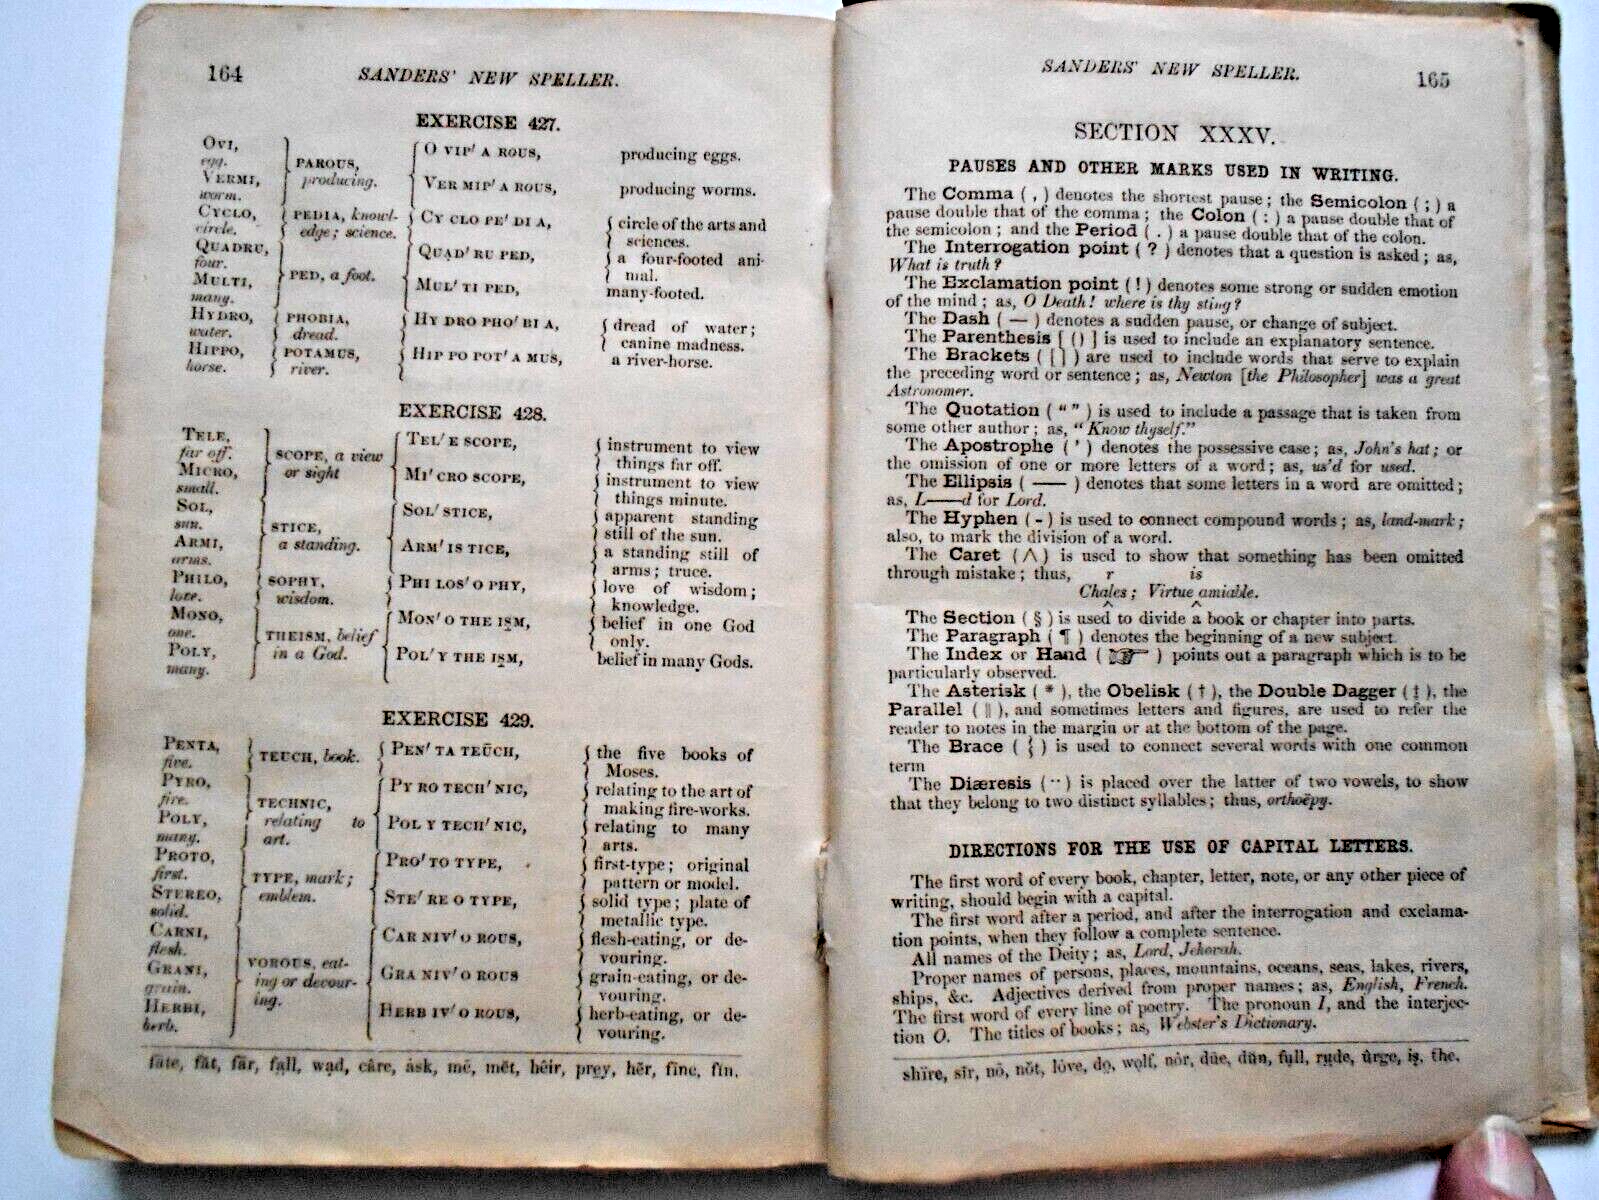 164
SANDERS' NEW SPELLER.
EXERCISE 427.
OVI, egg.
VERMI, worm.
PAROUS, producing.
O VIP' A ROUS, producing eggs.
VER MIP' A ROUS, producing worms.
CYCLO, circle.
PEDIA, knowl-
edge; science.
CY CLO PE' DI A, circle of the arts and
sciences.
QUADRU, four.
MULTI, many.
PED, a foot.
QUAD' RU PED, a four-footed ani-
mal.
MUL' TI PED, many-footed.
HYDRO, water.
PHOBIA, dread.
HY DRO PHO' BI A, dread of water;
canine madness.
HIPPO, horse.
POTAMUS, river.
HIP PO POT' A MUS, a river-horse.
EXERCISE 428.
TELE, far off.
MICRO, small.
SCOPE, a view
or sight
TEL' E SCOPE, instrument to view
things far off.
MI' CRO SCOPE, instrument to view
things minute.
SOL, sun.
ARMI, arms.
STICE,
a standing.
SOL' STICE, apparent standing
still of the sun.
ARM' IS TICE, a standing still of
arms; truce.
PHILO, love.
SOPHY, wisdom.
PHI LOS' O PHY, love of wisdom;
knowledge.
MONO, one.
POLY, many.
THEISM, belief
in a God.
MON' O THE ISM, belief in one God
only.
POL' Y THE ISM, belief in many Gods.
EXERCISE 429.
PENTA, five.
TEUCH, book.
PEN' TA TEŪCH, the five books of
Moses.
PYRO, fire.
POLY, many.
TECHNIC,
relating to
art.
PY RO TECH' NIC, relating to the art of
making fire-works.
POL Y TECH' NIC, relating to many
arts.
PROTO, first.
STEREO, solid.
TYPE, mark;
emblem.
PRO' TO TYPE, first-type; original
pattern or model.
STE' RE O TYPE, solid type; plate of
metallic type.
CARNI, flesh.
GRANI, grain.
HERBI, herb.
VOROUS, eat-
ing or devour-
ing.
CAR NIV' O ROUS, flesh-eating, or de-
vouring.
GRA NIV' O ROUS grain-eating, or de-
vouring.
HERB IV' O ROUS, herb-eating, or de-
vouring.
fāte, făt, fär, fall, wad, câre, ȧsk, mē, mĕt, hêir, prey, hẽr, fīne, fĭn.
SANDERS' NEW SPELLER.
165
SECTION XXXV.
PAUSES AND OTHER MARKS USED IN WRITING.
The Comma ( , ) denotes the shortest pause ; the Semicolon ( ; ) a
pause double that of the comma ; the Colon ( : ) a pause double that of
the semicolon ; and the Period ( . ) a pause double that of the colon.
The Interrogation point ( ? ) denotes that a question is asked ; as,
What is truth ?
The Exclamation point ( ! ) denotes some strong or sudden emotion
of the mind ; as, O Death! where is thy sting?
The Dash ( — ) denotes a sudden pause, or change of subject.
The Parenthesis [ () ] is used to include an explanatory sentence.
The Brackets ( [ ] ) are used to include words that serve to explain
the preceding word or sentence ; as, Newton [the Philosopher] was a great
Astronomer.
The Quotation ( “ ” ) is used to include a passage that is taken from
some other author ; as, “ Know thyself.”
The Apostrophe ( ’ ) denotes the possessive case; as, John's hat; or
the omission of one or more letters of a word; as, us'd for used.
The Ellipsis ( —— ) denotes that some letters in a word are omitted ;
as, L——d for Lord.
The Hyphen ( - ) is used to connect compound words ; as, land-mark;
also, to mark the division of a word.
The Caret ( ^ ) is used to show that something has been omitted
through mistake ; thus, r is
Chales; Virtue amiable.
^ ^
The Section ( § ) is used to divide a book or chapter into parts.
The Paragraph ( ¶ ) denotes the beginning of a new subject.
The Index or Hand ( ☞ ) points out a paragraph which is to be
particularly observed.
The Asterisk ( * ), the Obelisk ( † ), the Double Dagger ( ‡ ), the
Parallel ( ‖ ), and sometimes letters and figures, are used to refer the
reader to notes in the margin or at the bottom of the page.
The Brace ( { ) is used to connect several words with one common
term
The Diæresis ( ¨ ) is placed over the latter of two vowels, to show
that they belong to two distinct syllables ; thus, orthoëpy.
DIRECTIONS FOR THE USE OF CAPITAL LETTERS.
The first word of every book, chapter, letter, note, or any other piece of
writing, should begin with a capital.
The first word after a period, and after the interrogation and exclama-
tion points, when they follow a complete sentence.
All names of the Deity ; as, Lord, Jehovah.
Proper names of persons, places, mountains, oceans, seas, lakes, rivers,
ships, &c. Adjectives derived from proper names ; as, English, French.
The first word of every line of poetry. The pronoun I, and the interjec-
tion O. The titles of books ; as, Webster's Dictionary.
shïre, sïr, nō, nŏt, lóve, do, wolf, nôr, dūe, dŭn, full, rude, ûrge, is, the.